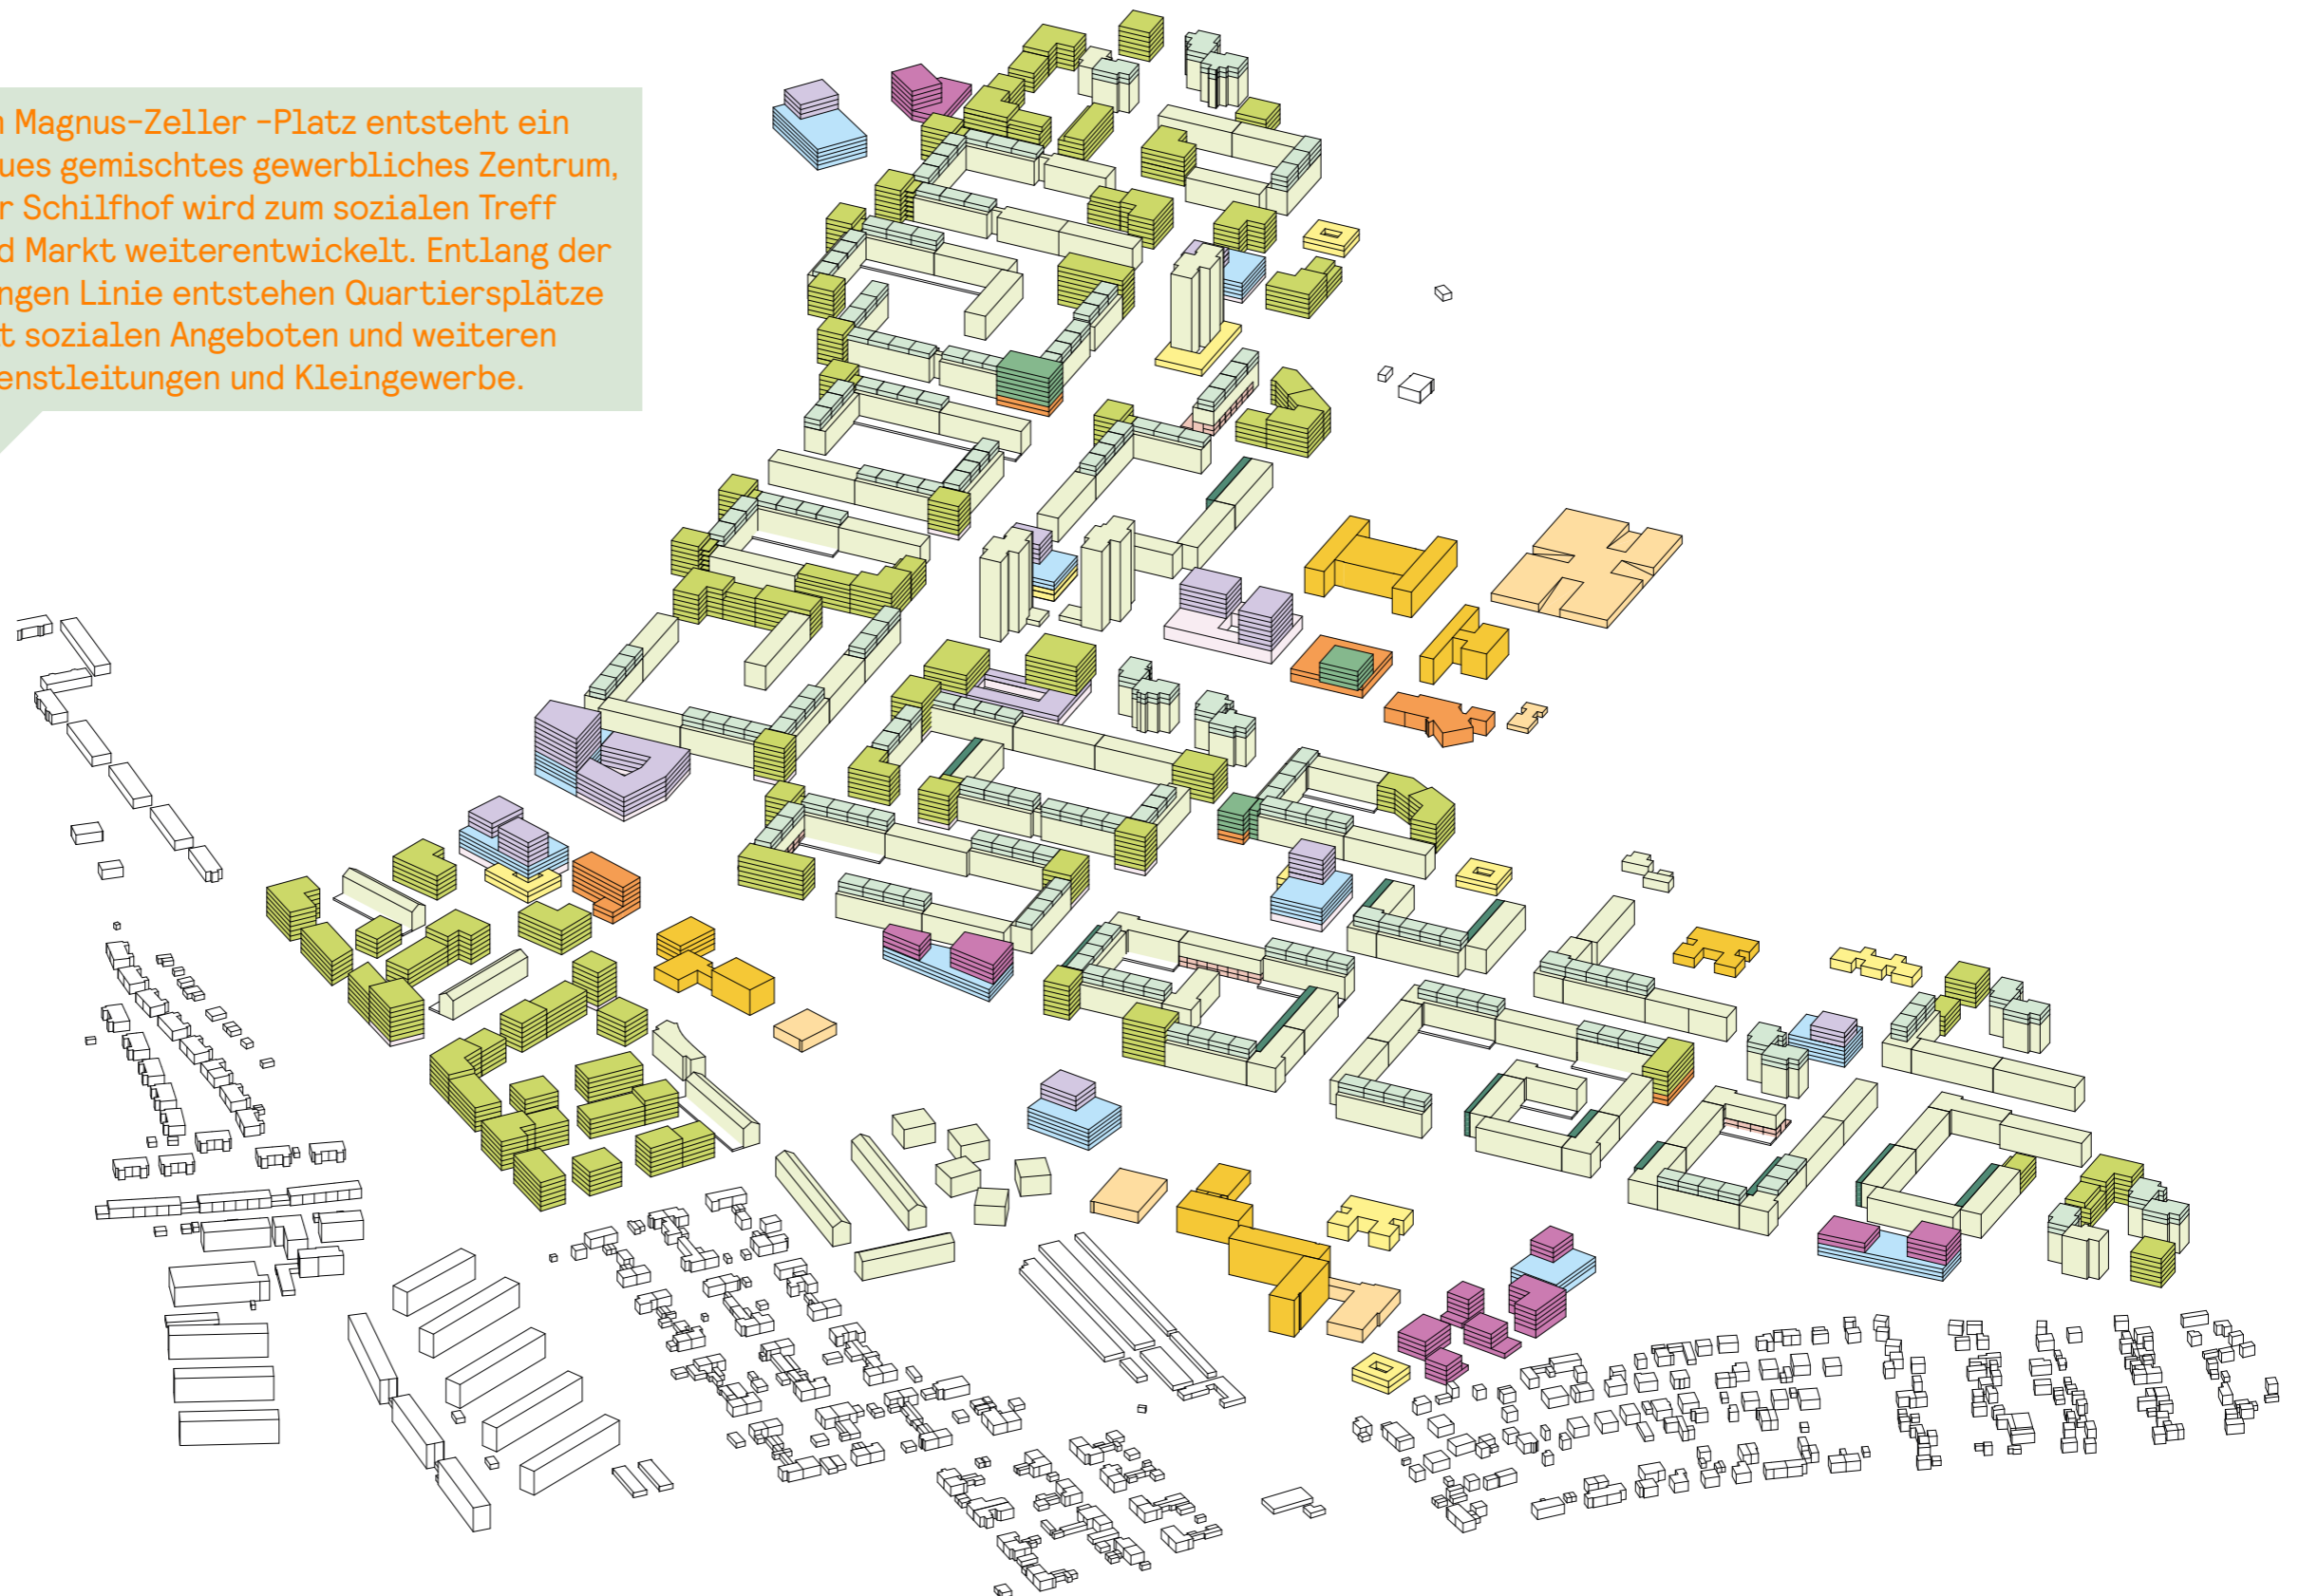 n Magnus-Zeller -Platz entsteht ein
ues gemischtes gewerbliches Zentrum,
r Schilfhof wird zum sozialen Treff
d Markt weiterentwickelt. Entlang der
ngen Linie entstehen Quartiersplätze
t sozialen Angeboten und weiteren
enstleitungen und Kleingewerbe.